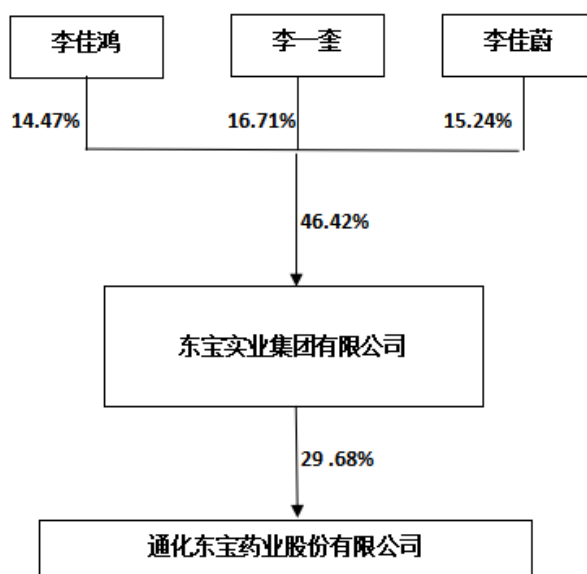 李佳鸿 李一奎 李佳蔚
14.47% 16.71% 15.24%
46.42%
东宝实业集团有限公司
29 .68%
通化东宝药业股份有限公司